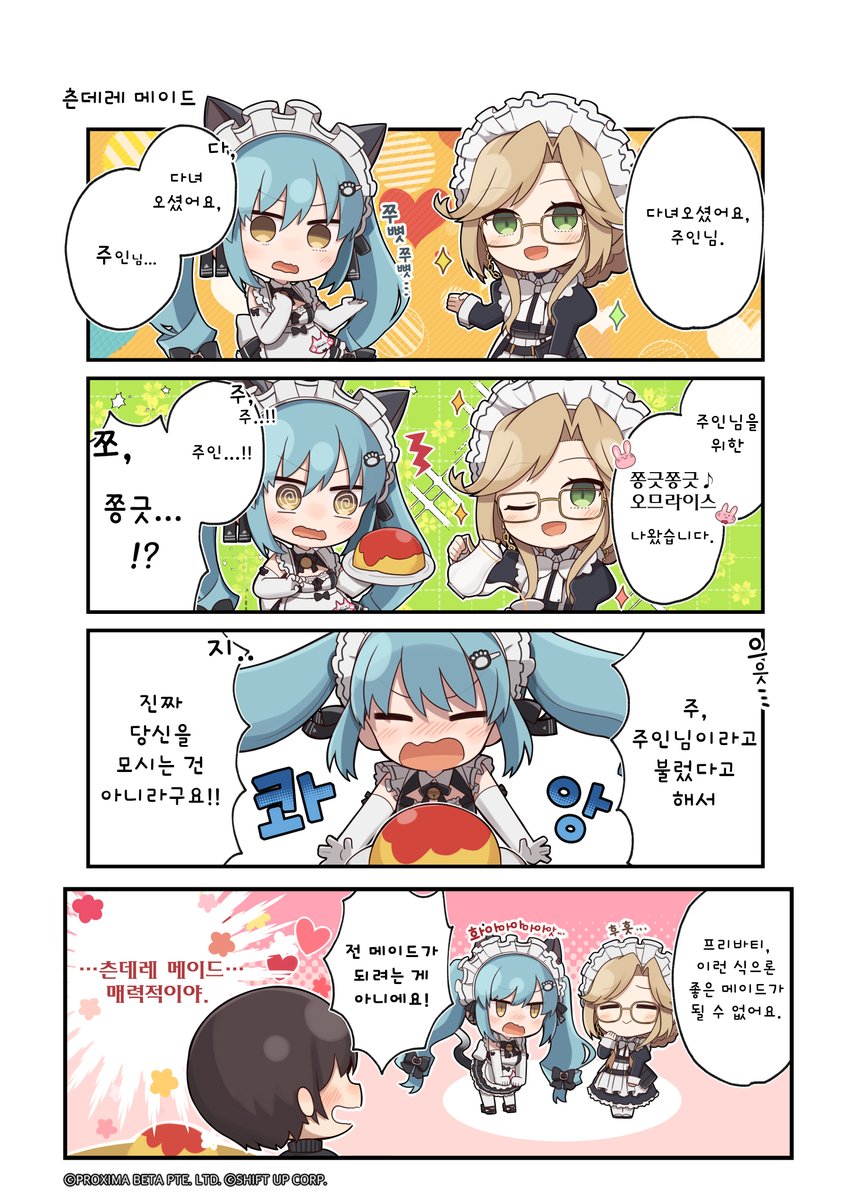 츤데레 메이드
다녀오셨어요,
주인님.
쭈뼛
쭈뼛...
다,
다녀
오셨어요,
주인님...
주인님을
위한
쫑긋쫑긋♪
오므라이스
나왔습니다.
주,
주..!!
주인...!!
쪼,
쫑긋...
!?
이읏...
주,
주인님이라고
불렀다고
해서
콰앙
지..
진짜
당신을
모시는 건
아니라구요!!
프리바티,
이런 식으론
좋은 메이드가
될 수 없어요.
후훗...
화아아아아아앗...
전 메이드가
되려는 게
아니에요!
...츤데레 메이드...
매력적이야.
©PROXIMA BETA PTE. LTD. ©SHIFT UP CORP.